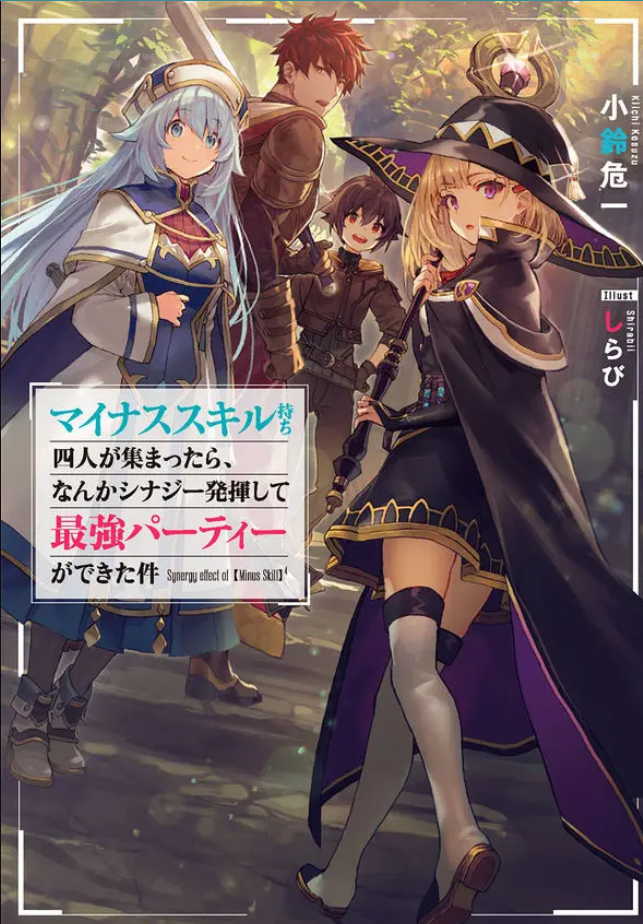 小鈴危一
Kiichi Kosuzu
Illust
しらび
Shirabii
マイナススキル持ち
四人が集まったら、
なんかシナジー発揮して
最強パーティー
ができた件 Synergy effect of 【Minus Skill】4